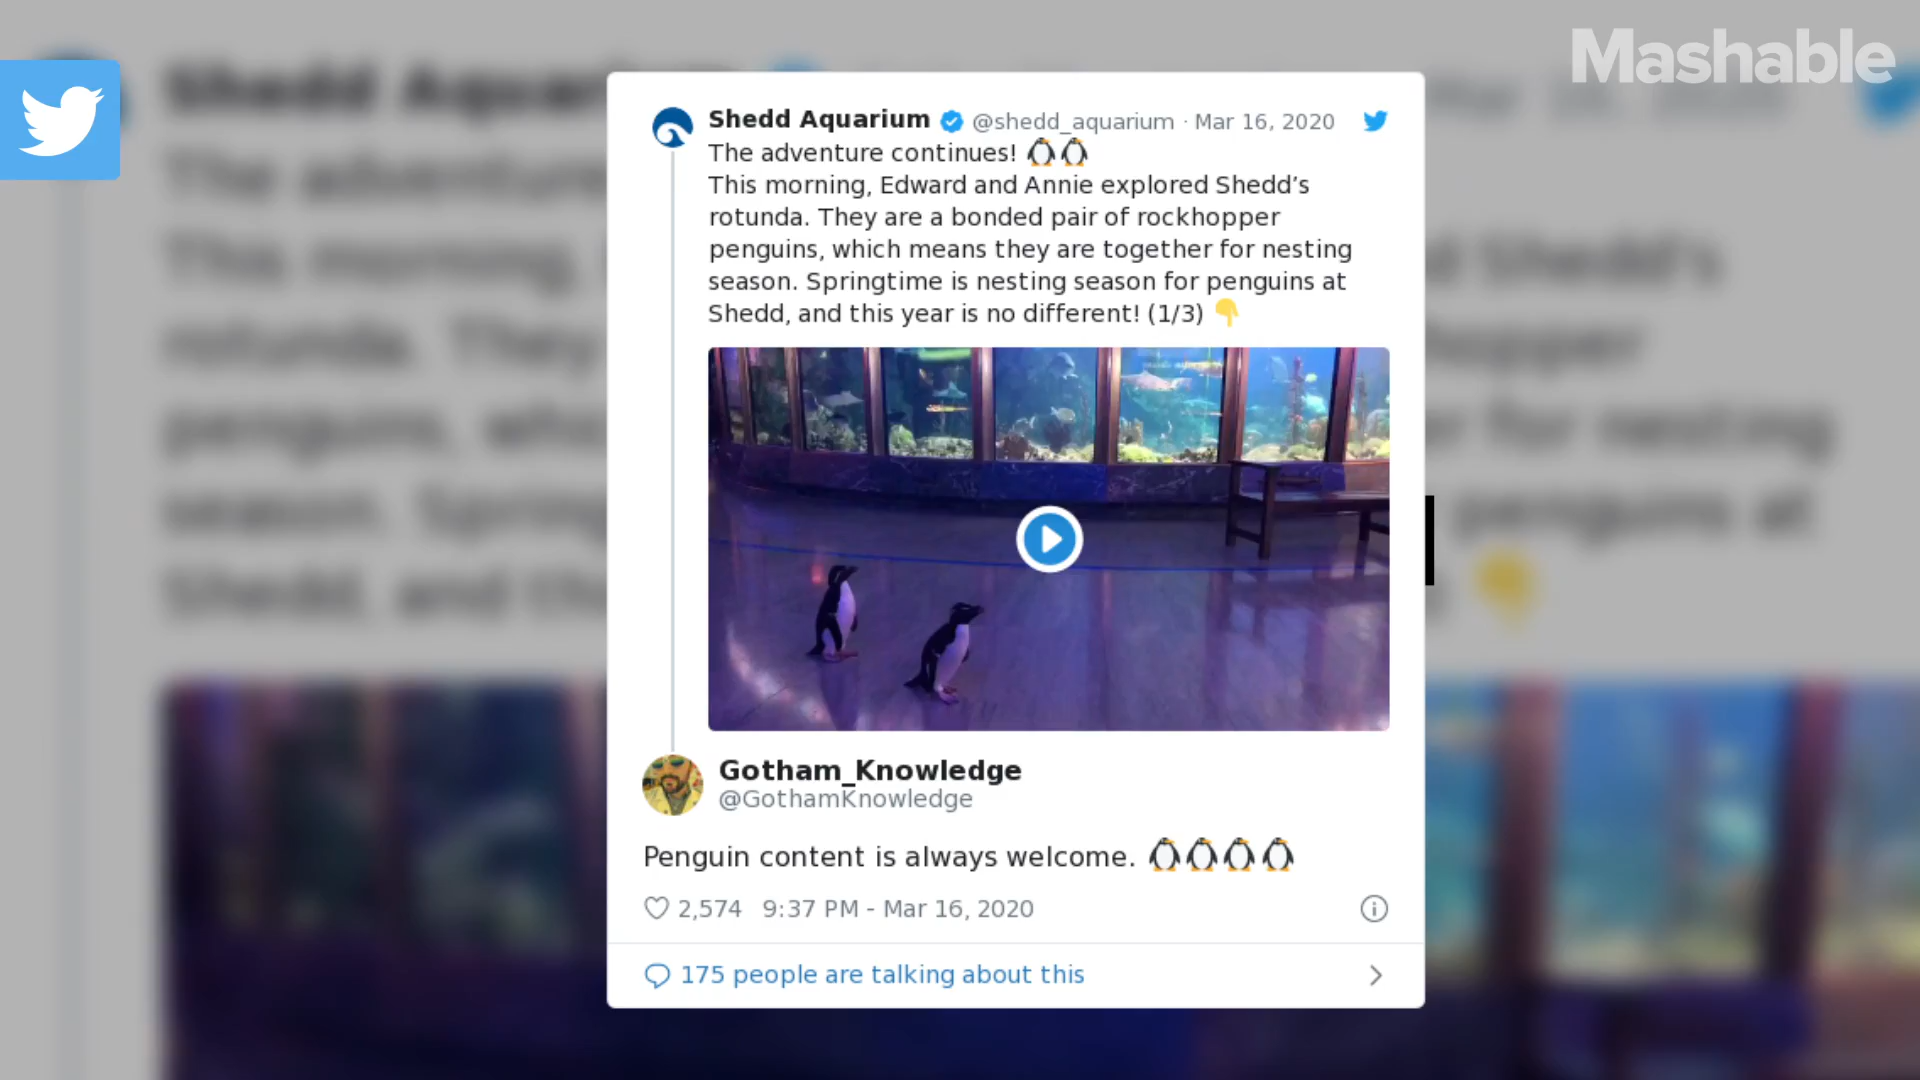 Mashable
Shedd Aquarium @shedd_aquarium · Mar 16, 2020
The adventure continues! 🐧🐧
This morning, Edward and Annie explored Shedd’s
rotunda. They are a bonded pair of rockhopper
penguins, which means they are together for nesting
season. Springtime is nesting season for penguins at
Shedd, and this year is no different! (1/3) 👇
Gotham_Knowledge
@GothamKnowledge
Penguin content is always welcome. 🐧🐧🐧🐧
2,574 9:37 PM - Mar 16, 2020
175 people are talking about this